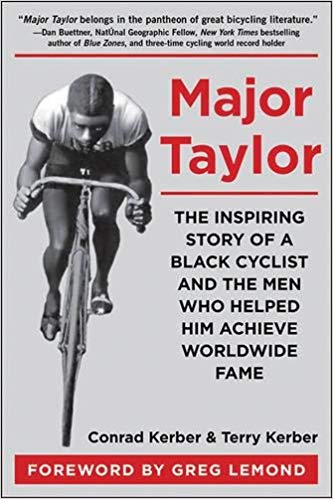 "Major Taylor belongs in the pantheon of great bicycling literature."
—Dan Buettner, NatÚnal Geographic Fellow, New York Times bestselling
author of Blue Zones, and three-time cycling world record holder
Major
Taylor
THE INSPIRING
STORY OF A
BLACK CYCLIST
AND THE MEN
WHO HELPED
HIM ACHIEVE
WORLDWIDE
FAME
Conrad Kerber & Terry Kerber
FOREWORD BY GREG LEMOND